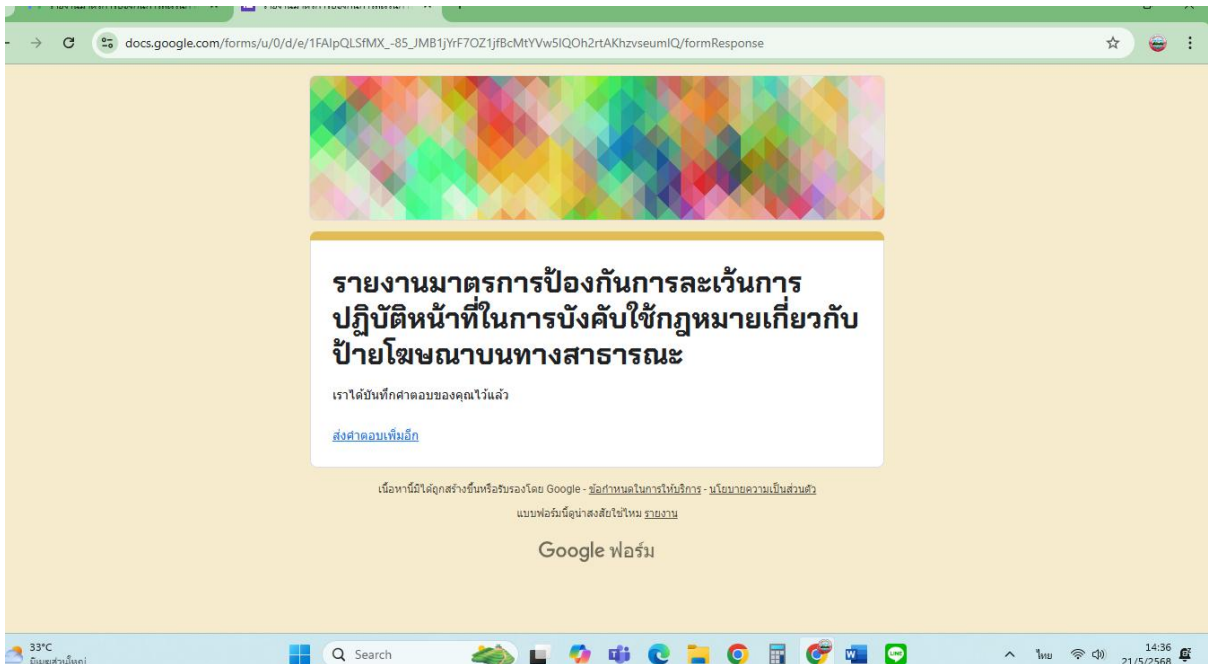 docs.google.com/forms/u/0/d/e/1FAIpQLSfMX_-85_JMB1jYrF7OZ1jfBcMtYVw5IQOh2rtAKhzvseumIQ/formResponse
รายงานมาตรการป้องกันการละเว้นการ
ปฏิบัติหน้าที่ในการบังคับใช้กฎหมายเกี่ยวกับ
ป้ายโฆษณาบนทางสาธารณะ
เราได้บันทึกคำตอบของคุณไว้แล้ว
ส่งคำตอบเพิ่มอีก
เนื้อหานี้มิได้ถูกสร้างขึ้นหรือรับรองโดย Google - ข้อกำหนดในการให้บริการ - นโยบายความเป็นส่วนตัว
แบบฟอร์มนี้ดูน่าสงสัยใช่ไหม รายงาน
Google ฟอร์ม
33°C
มีเมฆส่วนใหญ่
Search
LINE
ไทย
14:36
21/5/2568